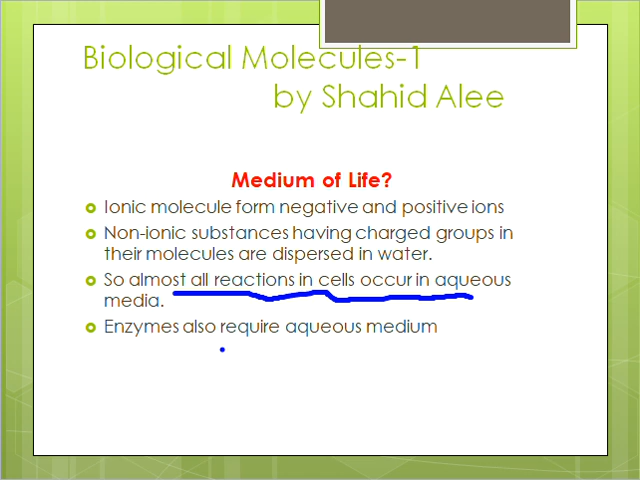 Biological Molecules-1
by Shahid Alee
Medium of Life?
Ionic molecule form negative and positive ions
Non-ionic substances having charged groups in
their molecules are dispersed in water.
So almost all reactions in cells occur in aqueous
media.
Enzymes also require aqueous medium